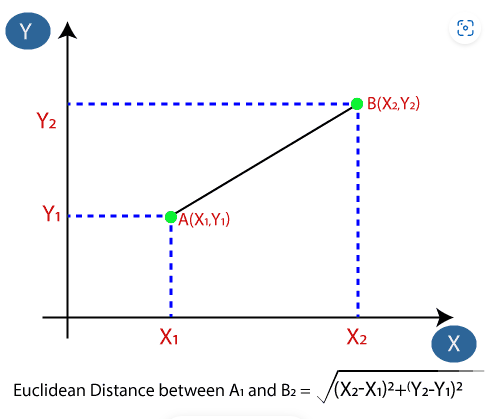 Y
B(X₂,Y₂)
Y₂
Y₁
A(X₁,Y₁)
X₁
X₂
X
Euclidean Distance between A₁ and B₂ = √(X₂-X₁)²+(Y₂-Y₁)²